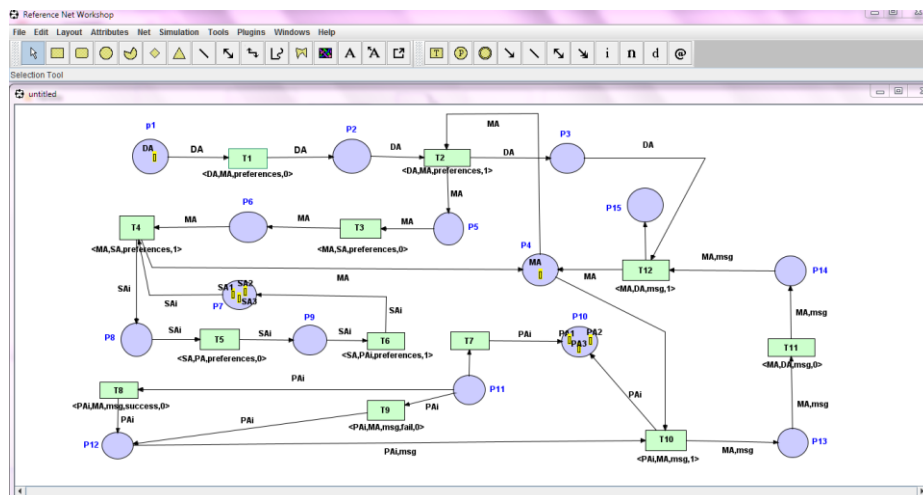 Reference Net Workshop
File Edit Layout Attributes Net Simulation Tools Plugins Windows Help
A A T P i n d @
Selection Tool
untitled
p1
DA
DA
T1
<DA,MA,preferences,0>
DA
P2
DA
T2
<DA,MA,preferences,1>
MA
DA
P3
DA
MA
P5
MA
T3
<MA,SA,preferences,0>
MA
P6
MA
T4
<MA,SA,preferences,1>
MA
P4
MA
P15
T12
<MA,DA,msg,1>
MA
MA,msg
P14
SAi
SAi
SA1
SA2
SA3
P7
P8
SAi
T5
<SA,PA,preferences,0>
SAi
P9
SAi
T6
<SA,PAi,preferences,1>
SAi
T7
PAi
P10
PA1
PA2
PA3
MA,msg
T11
<MA,DA,msg,0>
MA,msg
T8
<PAi,MA,msg,success,0>
PAi
PAi
P11
PAi
T9
<PAi,MA,msg,fail,0>
PAi
P12
PAi,msg
PAi
T10
<PAi,MA,msg,1>
MA,msg
P13